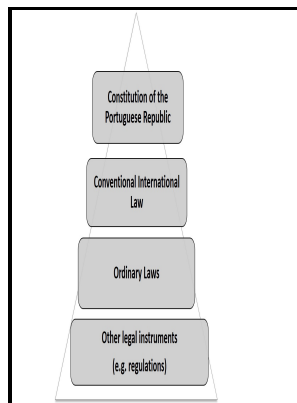 Constitution of the
Portuguese Republic
Conventional International
Law
Ordinary Laws
Other legal instruments
(e.g. regulations)